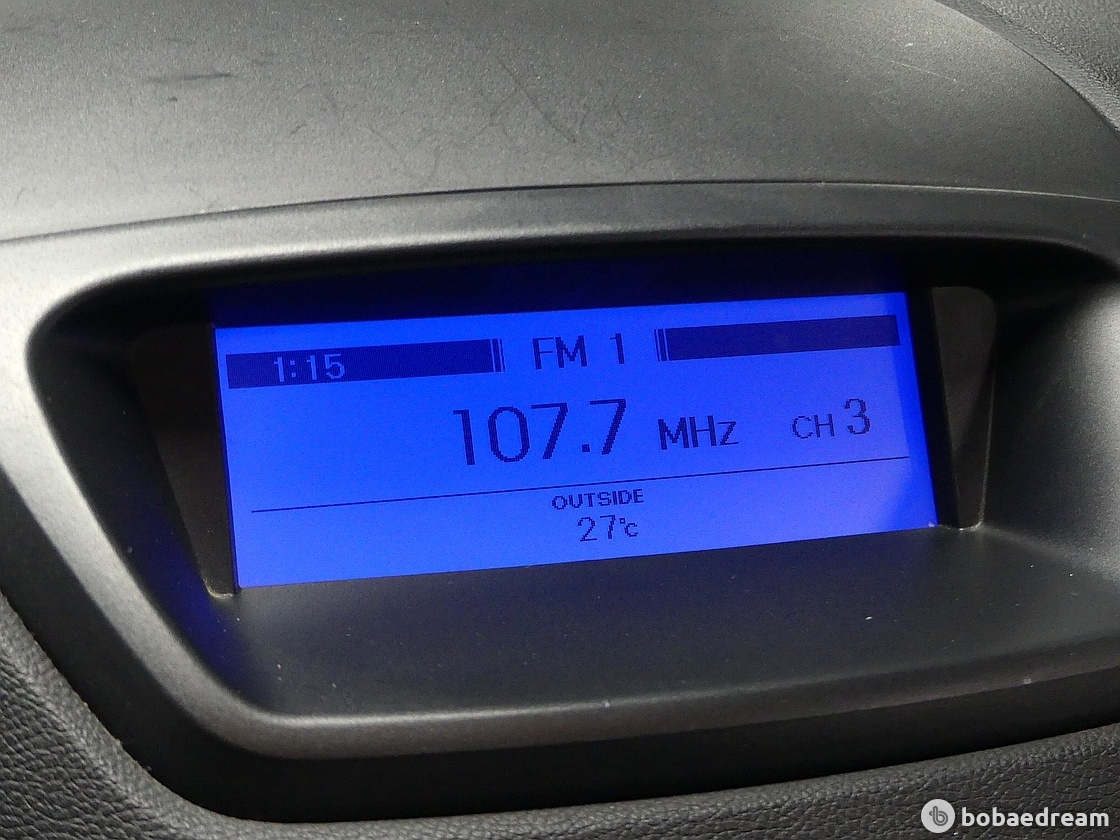 1:15 FM 1
107.7 MHz CH 3
OUTSIDE
27°C
bobaedream